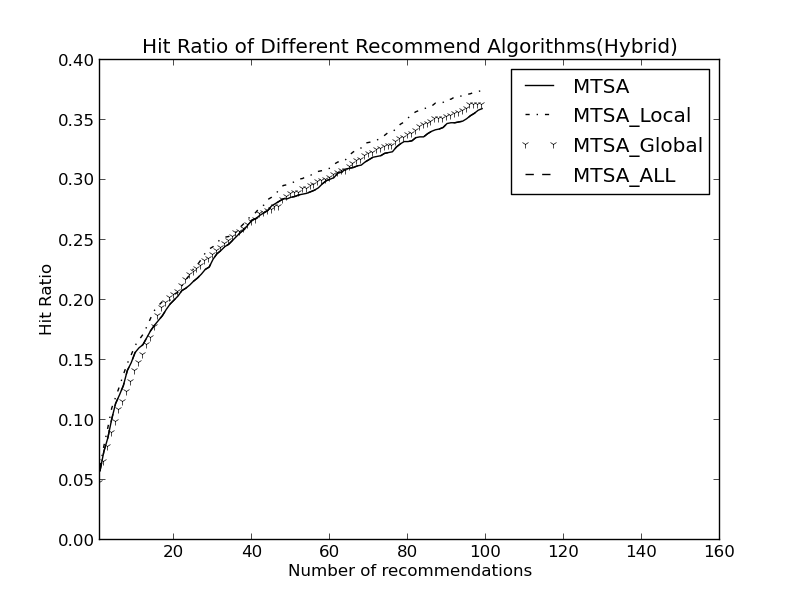 Hit Ratio of Different Recommend Algorithms(Hybrid)
0.40
0.35
0.30
0.25
0.20
0.15
0.10
0.05
0.00
Hit Ratio
MTSA
MTSA_Local
MTSA_Global
MTSA_ALL
20 40 60 80 100 120 140 160
Number of recommendations